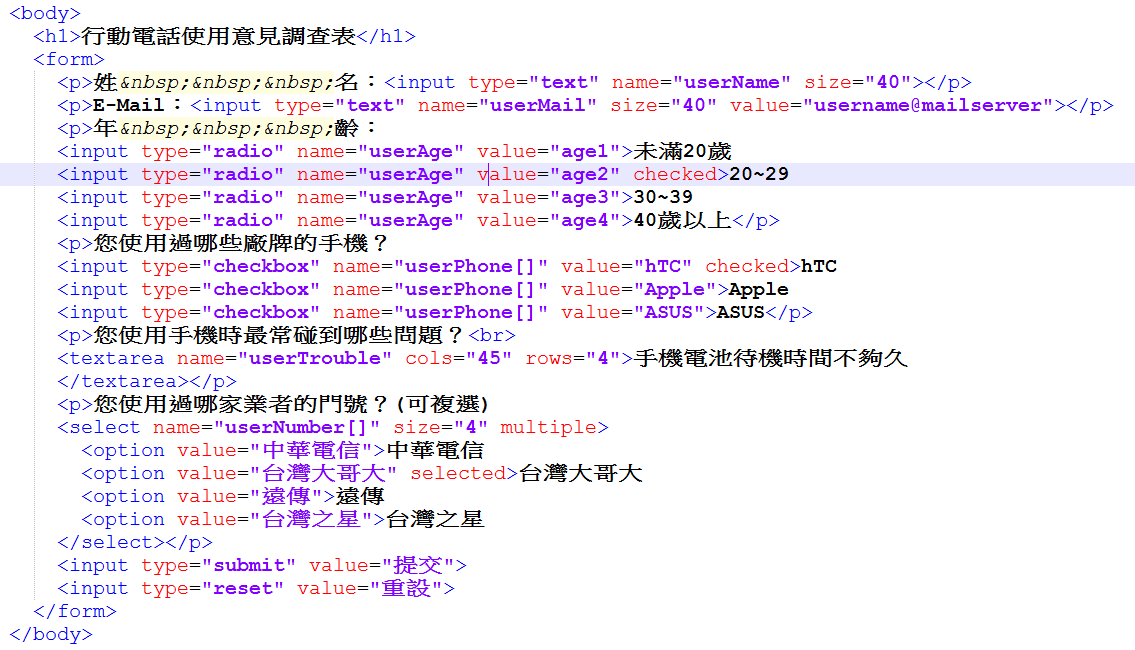 <body>
  <h1>行動電話使用意見調查表</h1>
  <form>
    <p>姓&nbsp;&nbsp;&nbsp;名：<input type="text" name="userName" size="40"></p>
    <p>E-Mail：<input type="text" name="userMail" size="40" value="username@mailserver"></p>
    <p>年&nbsp;&nbsp;&nbsp;齡：
    <input type="radio" name="userAge" value="age1">未滿20歲
    <input type="radio" name="userAge" value="age2" checked>20~29
    <input type="radio" name="userAge" value="age3">30~39
    <input type="radio" name="userAge" value="age4">40歲以上</p>
    <p>您使用過哪些廠牌的手機？
    <input type="checkbox" name="userPhone[]" value="hTC" checked>hTC
    <input type="checkbox" name="userPhone[]" value="Apple">Apple
    <input type="checkbox" name="userPhone[]" value="ASUS">ASUS</p>
    <p>您使用手機時最常碰到哪些問題？<br>
    <textarea name="userTrouble" cols="45" rows="4">手機電池待機時間不夠久
    </textarea></p>
    <p>您使用過哪家業者的門號？(可複選)
    <select name="userNumber[]" size="4" multiple>
      <option value="中華電信">中華電信
      <option value="台灣大哥大" selected>台灣大哥大
      <option value="遠傳">遠傳
      <option value="台灣之星">台灣之星
    </select></p>
    <input type="submit" value="提交">
    <input type="reset" value="重設">
  </form>
</body>